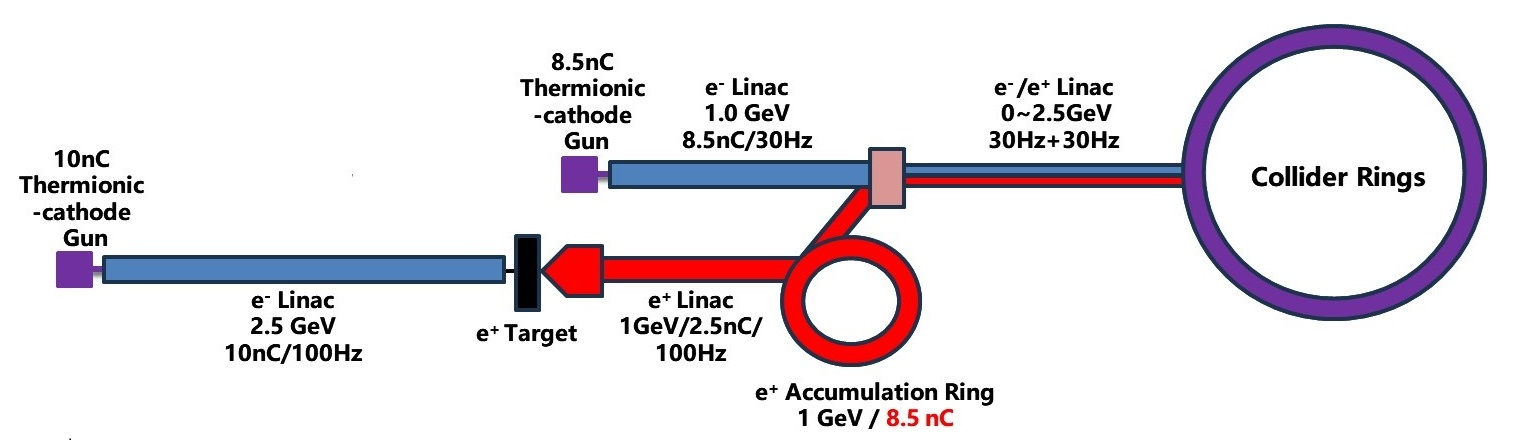 10nC
Thermionic
-cathode
Gun
e⁻ Linac
2.5 GeV
10nC/100Hz
e⁺ Target
8.5nC
Thermionic
-cathode
Gun
e⁻ Linac
1.0 GeV
8.5nC/30Hz
e⁺ Linac
1GeV/2.5nC/
100Hz
e⁺ Accumulation Ring
1 GeV / 8.5 nC
e⁻/e⁺ Linac
0~2.5GeV
30Hz+30Hz
Collider Rings